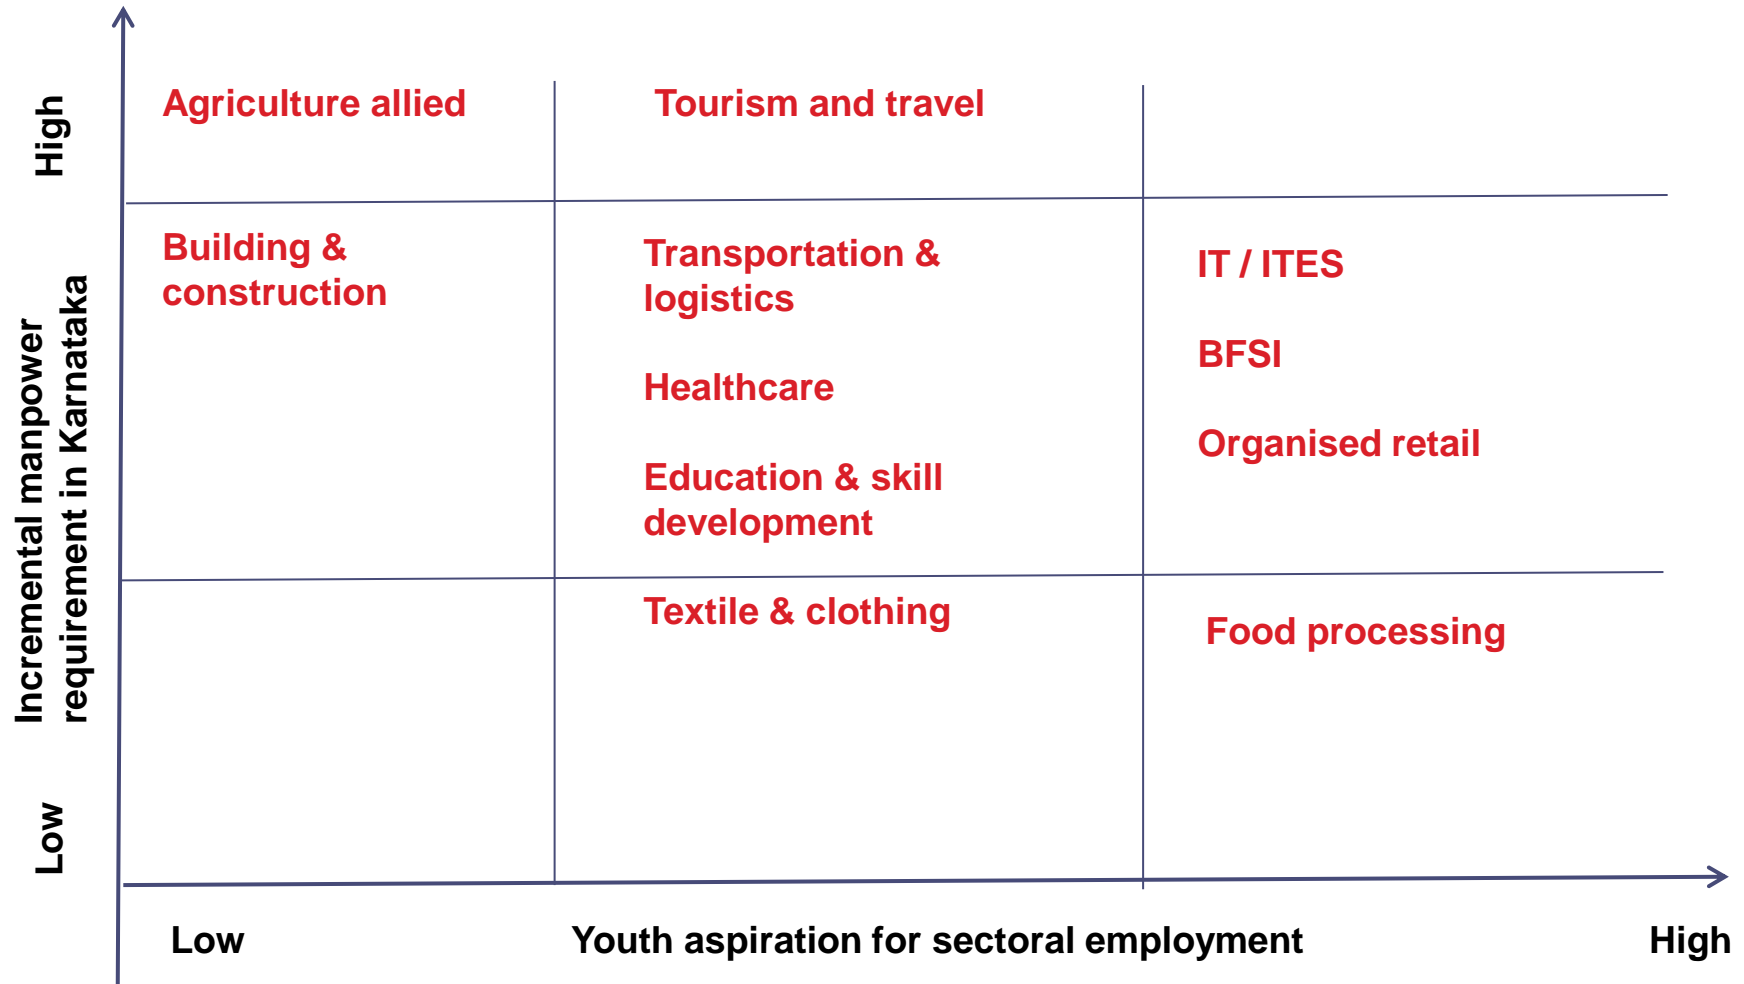 High
Incremental manpower
requirement in Karnataka
Low
Agriculture allied
Tourism and travel
Building &
construction
Transportation &
logistics
Healthcare
Education & skill
development
IT / ITES
BFSI
Organised retail
Textile & clothing
Food processing
Low
Youth aspiration for sectoral employment
High